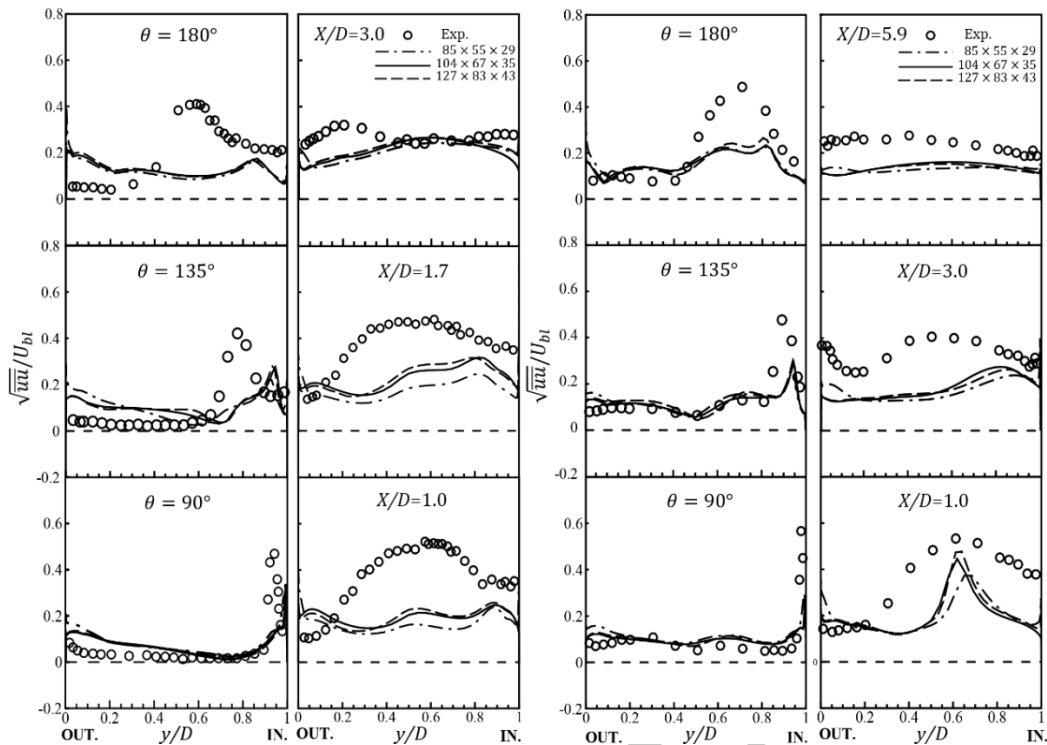 0.8
θ = 180°
X/D=3.0
Exp.
85 × 55 × 29
104 × 67 × 35
127 × 83 × 43
0.6
0.4
0.2
0
0.8
θ = 135°
X/D=1.7
0.6
0.4
0.2
0
-0.2
√uu/U_bl
θ = 90°
X/D=1.0
0.6
0.4
0.2
0
-0.2
0 0.2 0.4 0.6 0.8 1 0 0.2 0.4 0.6 0.8 1
OUT. y/D IN. OUT. y/D IN.
0.8
θ = 180°
X/D=5.9
Exp.
85 × 55 × 29
104 × 67 × 35
127 × 83 × 43
0.6
0.4
0.2
0
0.8
θ = 135°
X/D=3.0
0.6
0.4
0.2
0
-0.2
√uu/U_bl
θ = 90°
X/D=1.0
0.6
0.4
0.2
0
0
-0.2
0 0.2 0.4 0.6 0.8 1 0 0.2 0.4 0.6 0.8 1
OUT. y/D IN. OUT. y/D IN.